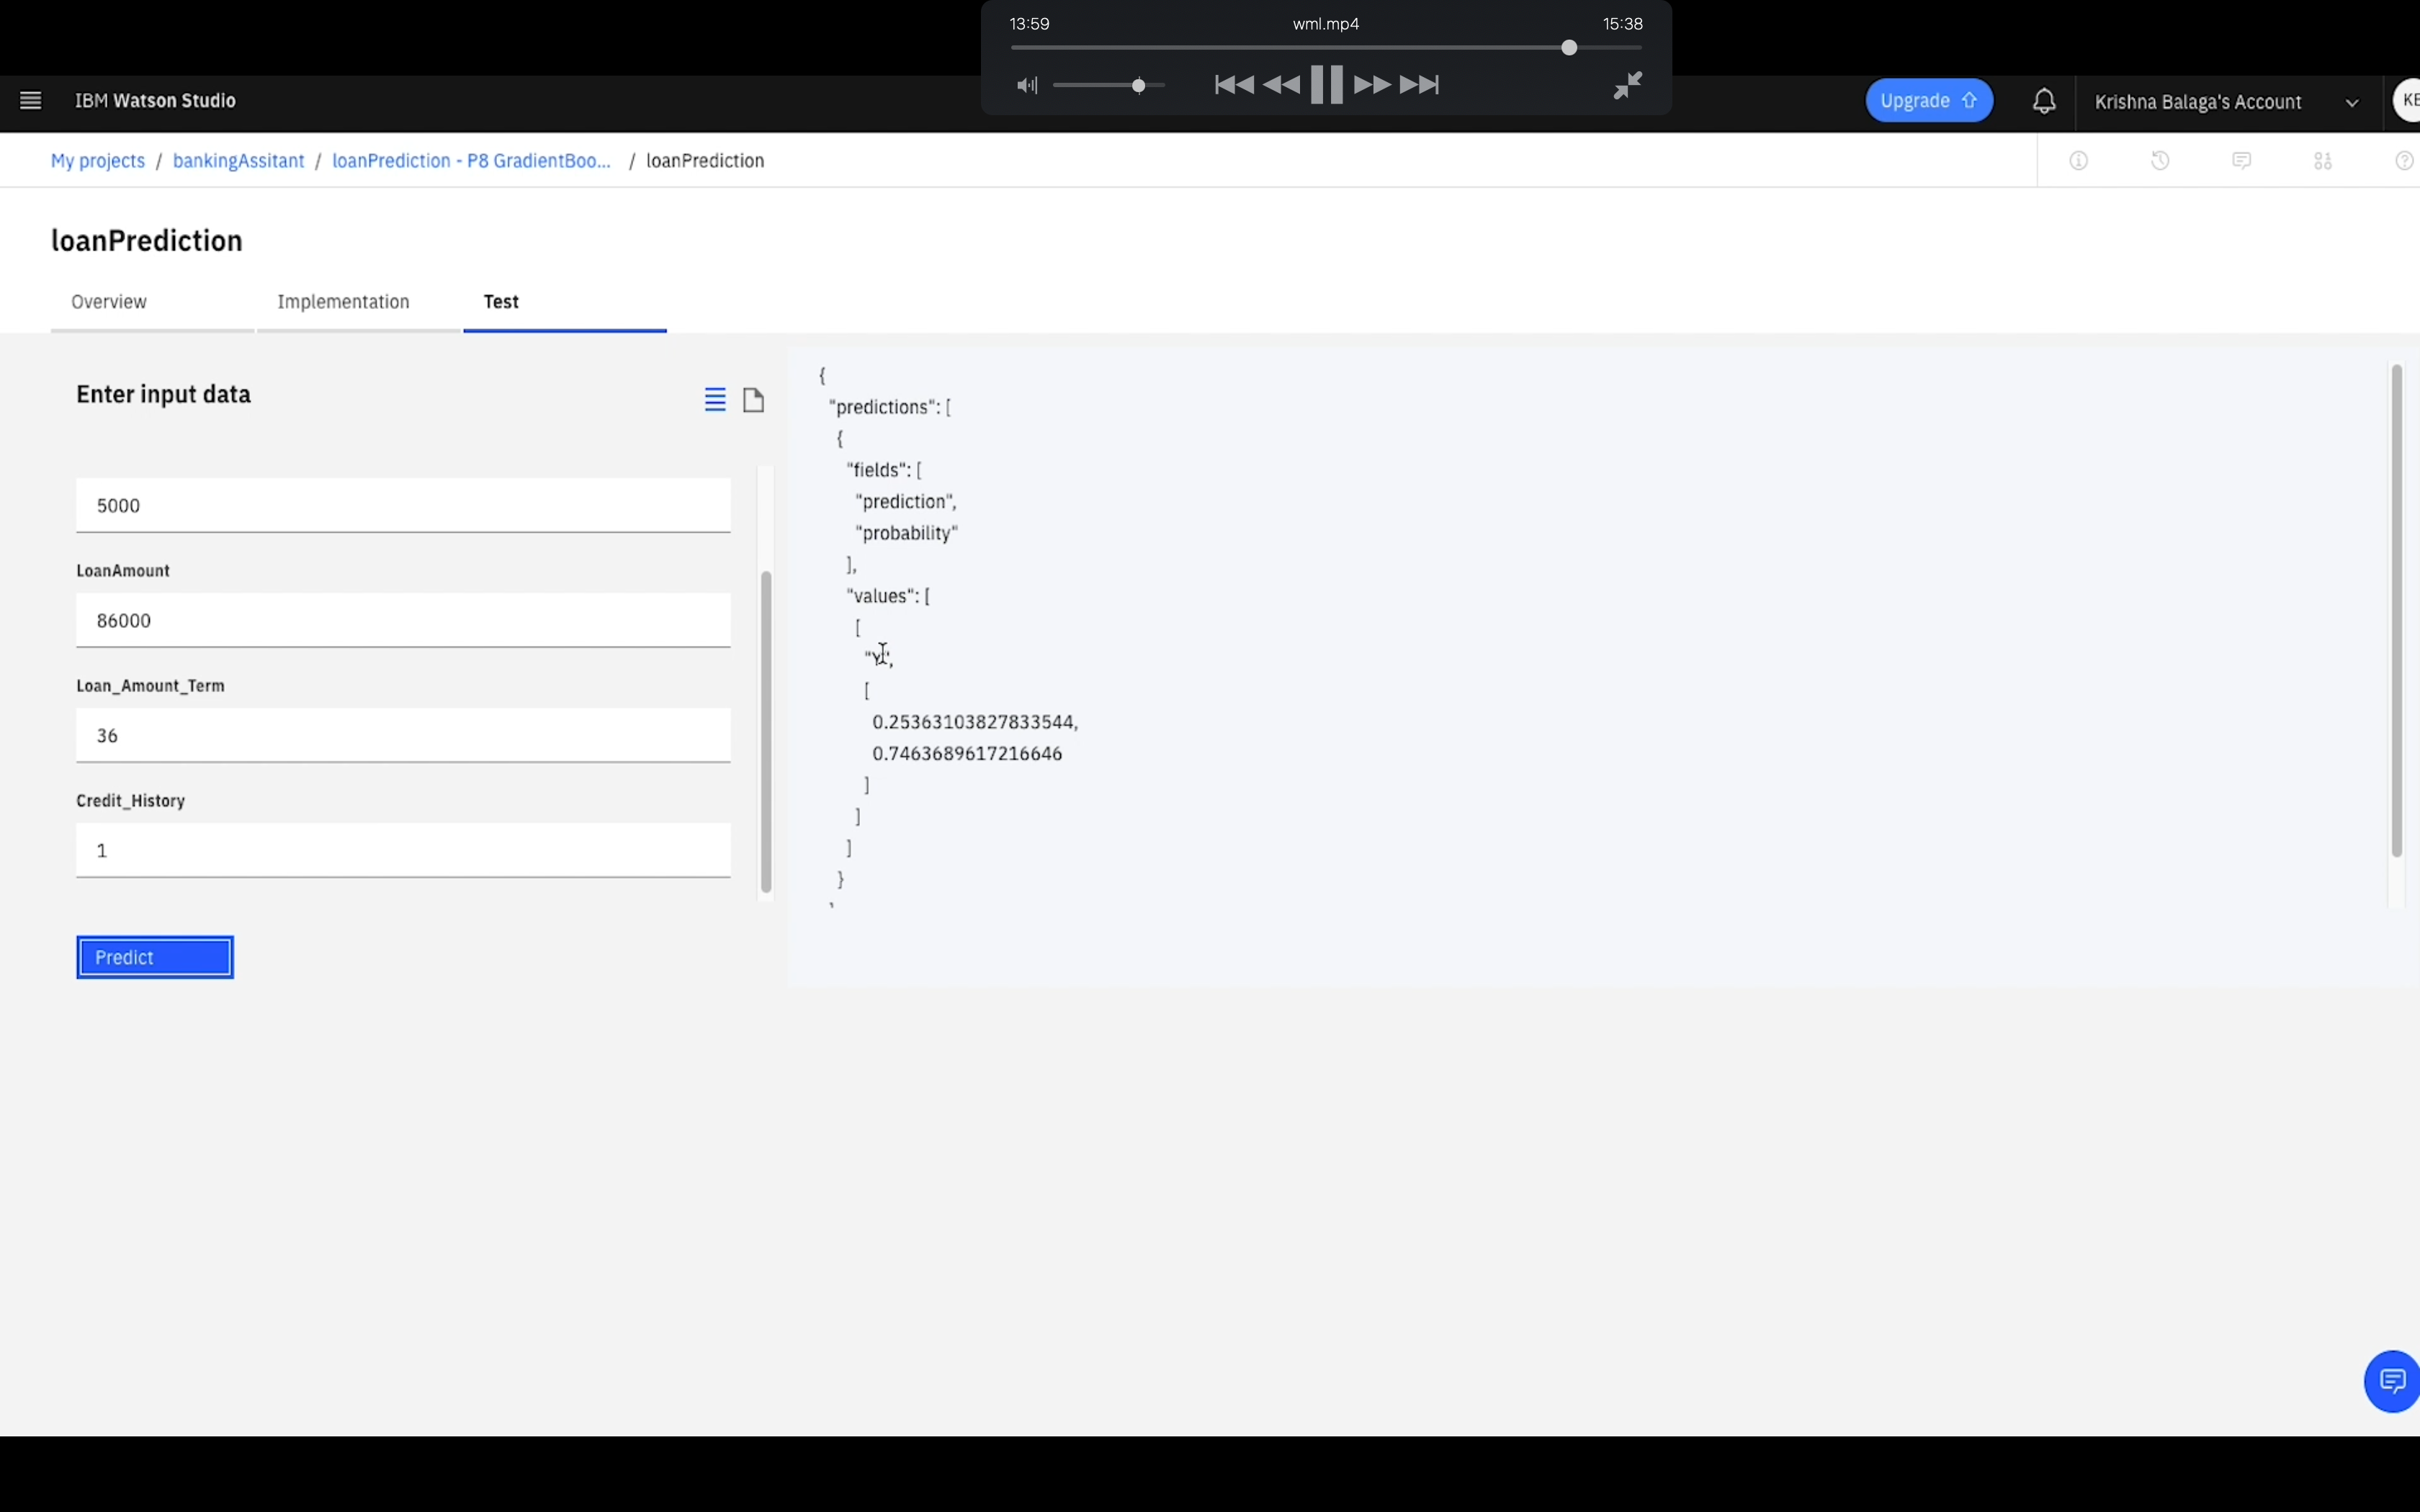 13:59 wml.mp4 15:38
IBM Watson Studio
Upgrade
Krishna Balaga's Account
My projects / bankingAssitant / loanPrediction - P8 GradientBoo... / loanPrediction
loanPrediction
Overview Implementation Test
Enter input data
5000
LoanAmount
86000
Loan_Amount_Term
36
Credit_History
1
Predict
{
"predictions": [
{
"fields": [
"prediction",
"probability"
],
"values": [
[
"Y",
[
0.25363103827833544,
0.7463689617216646
]
]
]
}